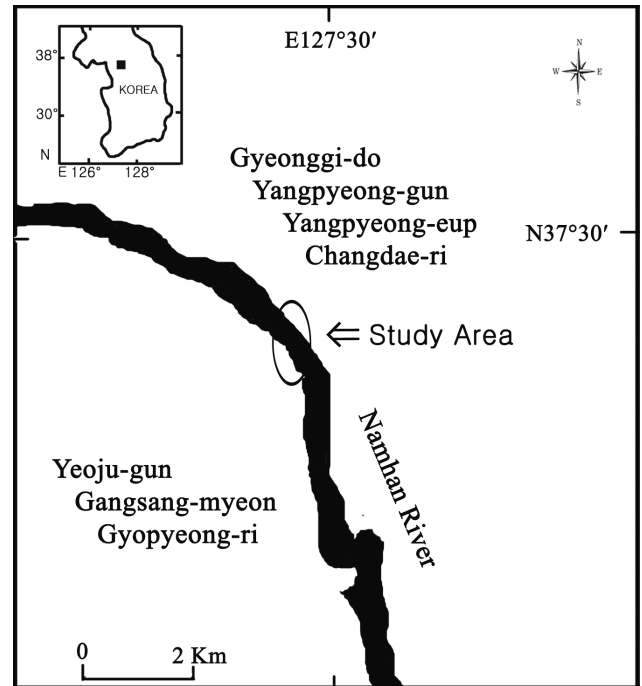 E127°30′
38°
KOREA
30°
N
E 126° 128°
N
W E
S
Gyeonggi-do
Yangpyeong-gun
Yangpyeong-eup
Changdae-ri
N37°30′
⇐ Study Area
Namhan River
Yeoju-gun
Gangsang-myeon
Gyopyeong-ri
0 2 Km